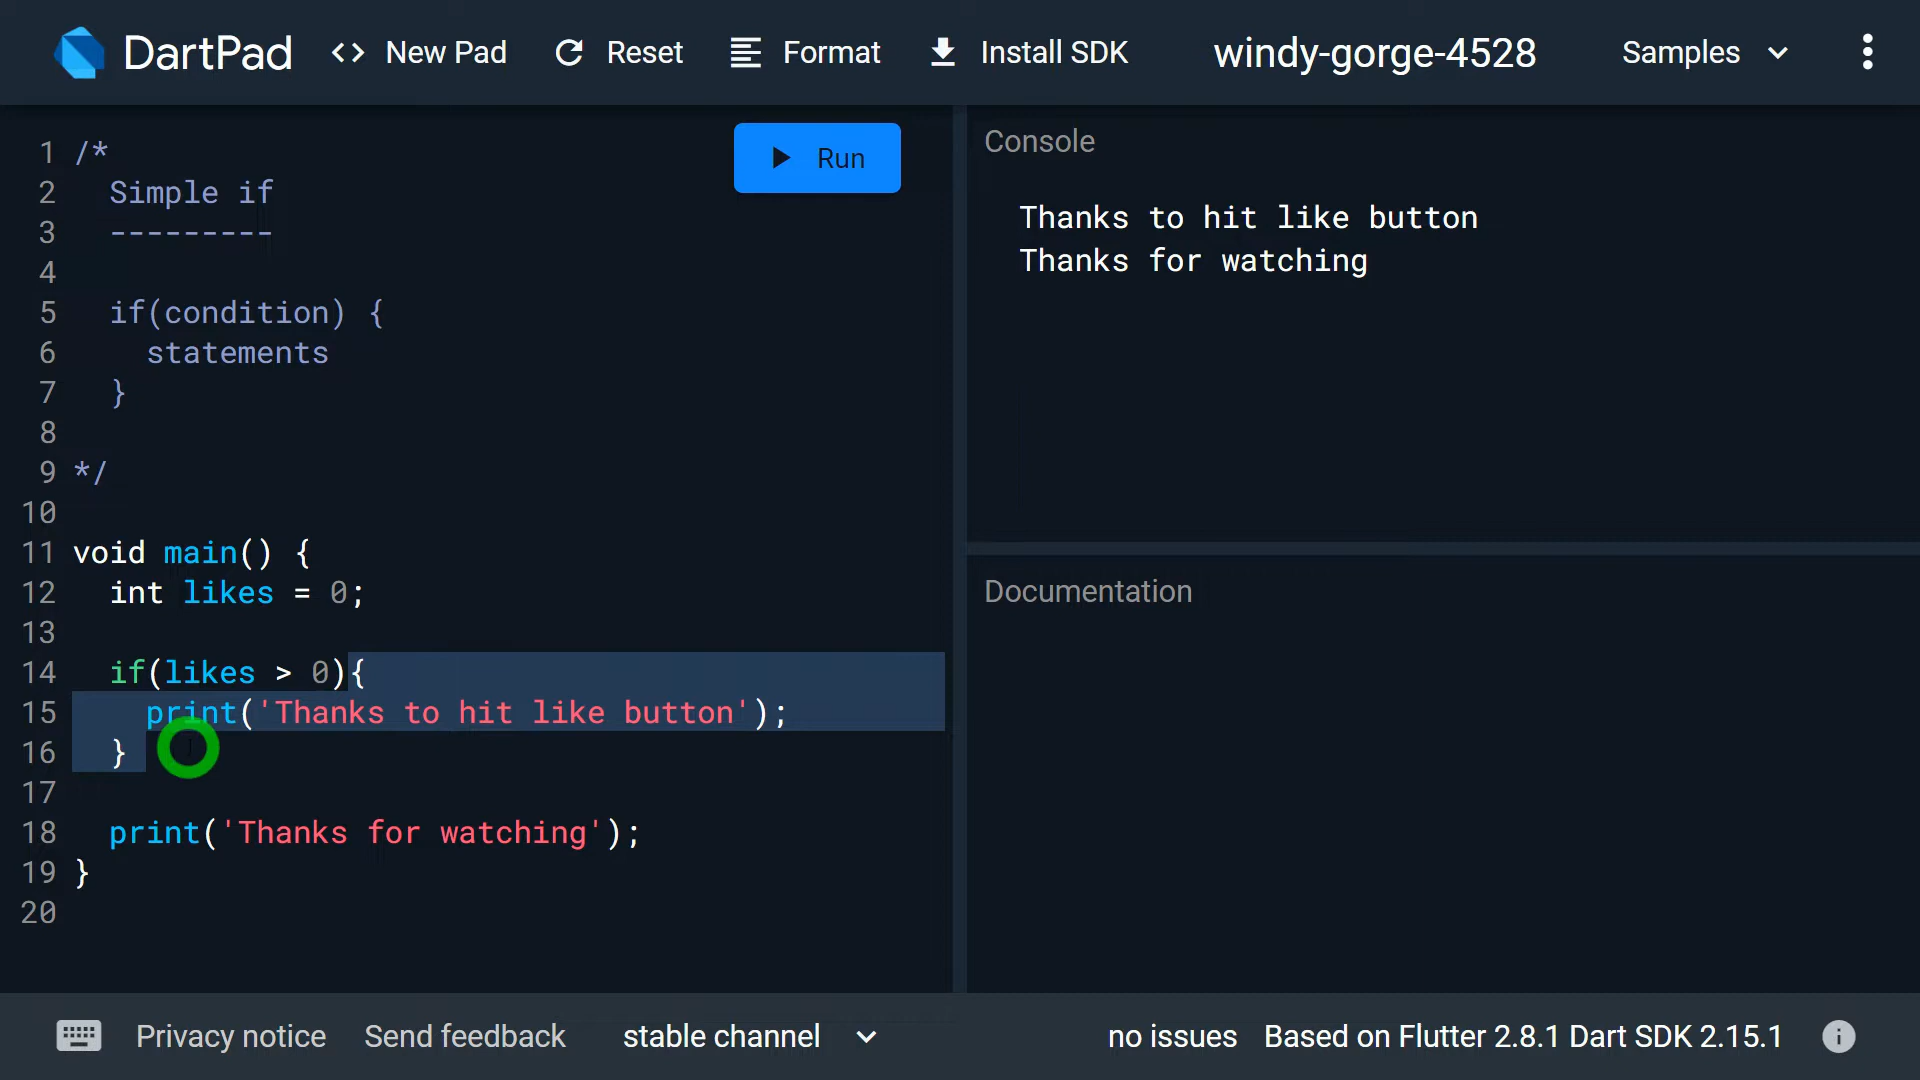 DartPad <> New Pad Reset Format Install SDK windy-gorge-4528 Samples
Run
1 /*
2 Simple if
3 ---------
4
5 if(condition) {
6 statements
7 }
8
9 */
10
11 void main() {
12 int likes = 0;
13
14 if(likes > 0){
15 print('Thanks to hit like button');
16 }
17
18 print('Thanks for watching');
19 }
20
Console
Thanks to hit like button
Thanks for watching
Documentation
Privacy notice Send feedback stable channel no issues Based on Flutter 2.8.1 Dart SDK 2.15.1 i